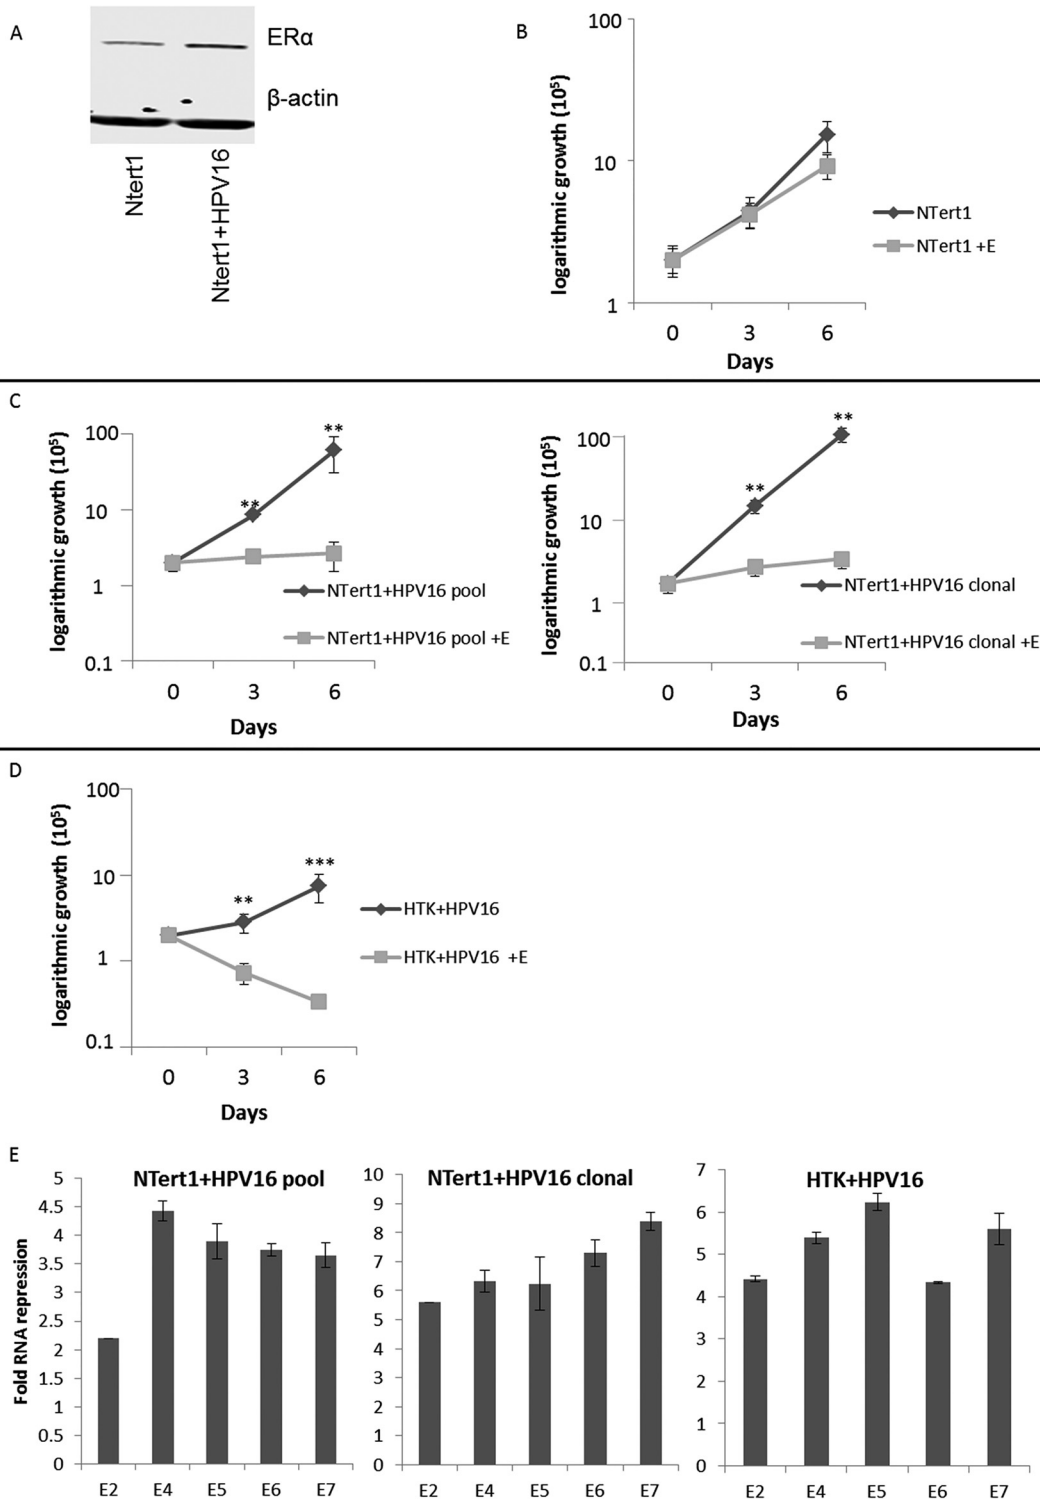 A
ERα
β-actin
Ntert1
Ntert1+HPV16
B
logarithmic growth (10⁵)
100
10
1
0 3 6
Days
NTert1
NTert1 +E
C
logarithmic growth (10⁵)
100
10
1
0.1
** **
0 3 6
Days
NTert1+HPV16 pool
NTert1+HPV16 pool +E
logarithmic growth (10⁵)
100
10
1
0.1
** **
0 3 6
Days
NTert1+HPV16 clonal
NTert1+HPV16 clonal +E
D
logarithmic growth (10⁵)
100
10
1
0.1
** ***
0 3 6
Days
HTK+HPV16
HTK+HPV16 +E
E
Fold RNA repression
NTert1+HPV16 pool
5
4.5
4
3.5
3
2.5
2
1.5
1
0.5
0
E2 E4 E5 E6 E7
NTert1+HPV16 clonal
10
9
8
7
6
5
4
3
2
1
0
E2 E4 E5 E6 E7
HTK+HPV16
7
6
5
4
3
2
1
0
E2 E4 E5 E6 E7